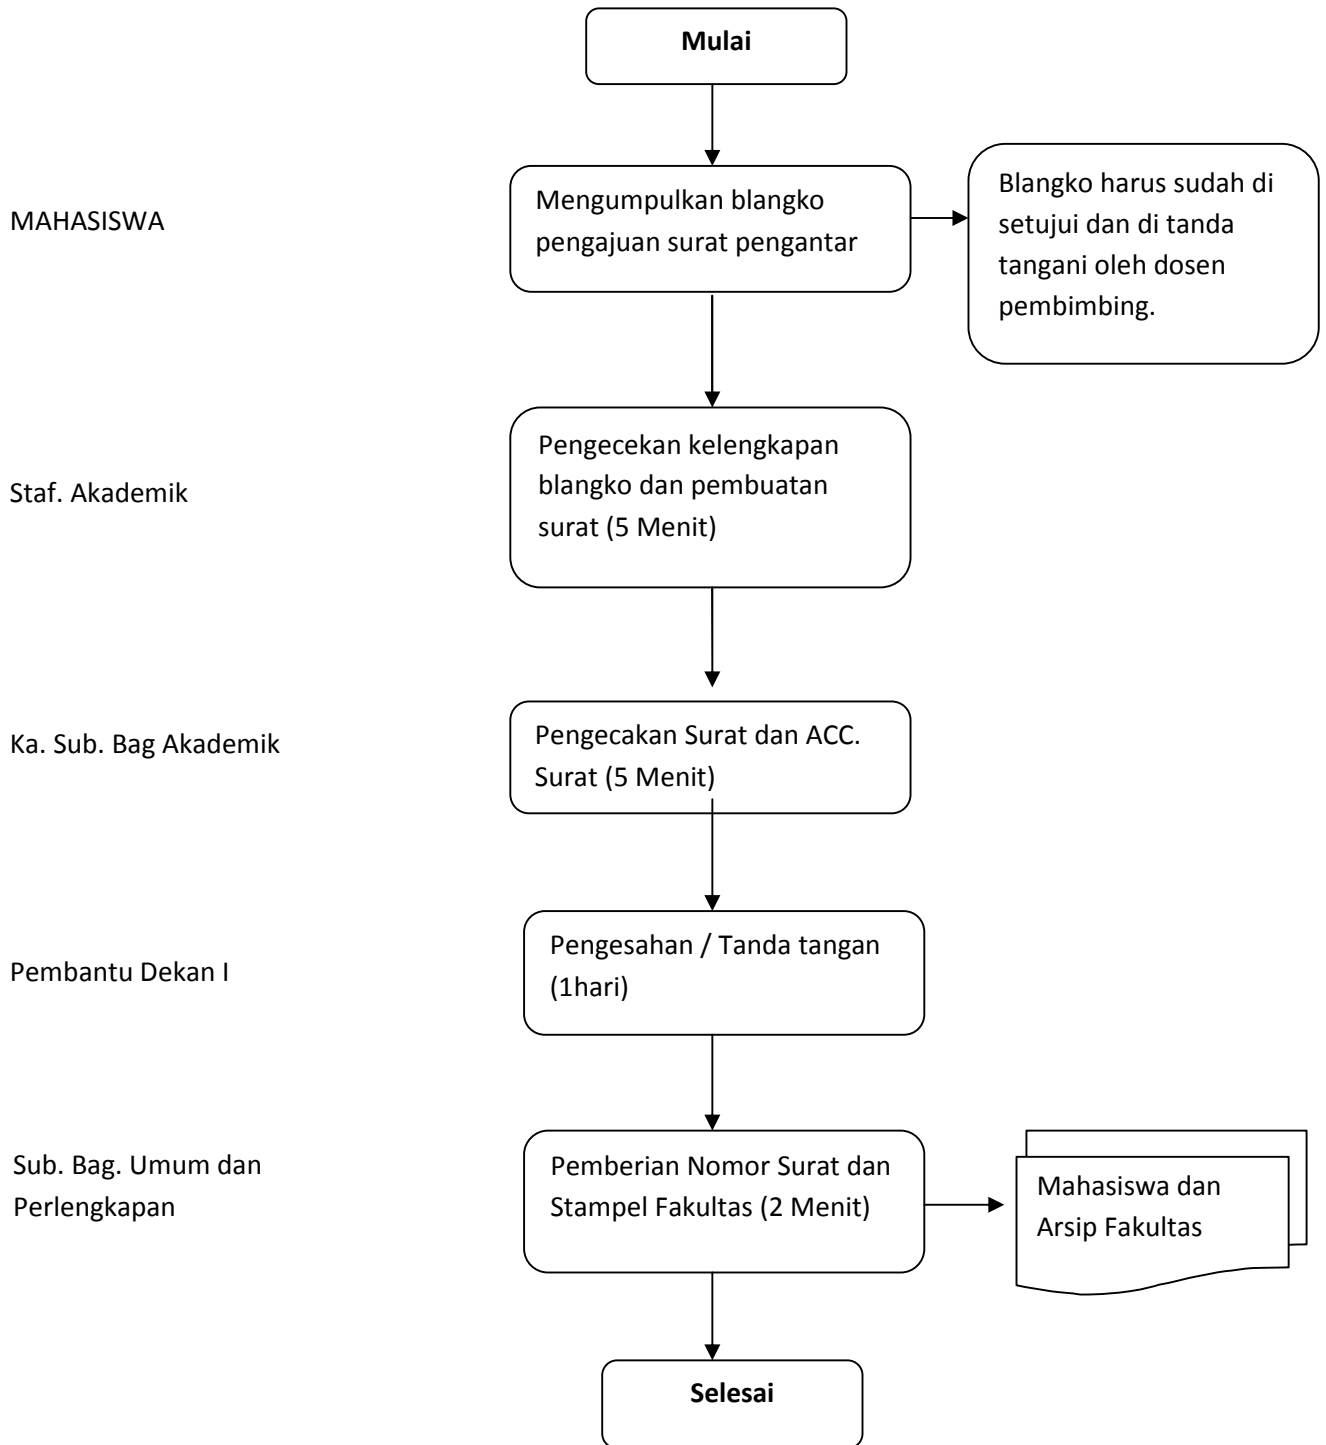 Mulai
MAHASISWA
Mengumpulkan blangko
pengajuan surat pengantar
Blangko harus sudah di
setujui dan di tanda
tangani oleh dosen
pembimbing.
Staf. Akademik
Pengecekan kelengkapan
blangko dan pembuatan
surat (5 Menit)
Ka. Sub. Bag Akademik
Pengecakan Surat dan ACC.
Surat (5 Menit)
Pembantu Dekan I
Pengesahan / Tanda tangan
(1hari)
Sub. Bag. Umum dan
Perlengkapan
Pemberian Nomor Surat dan
Stampel Fakultas (2 Menit)
Mahasiswa dan
Arsip Fakultas
Selesai